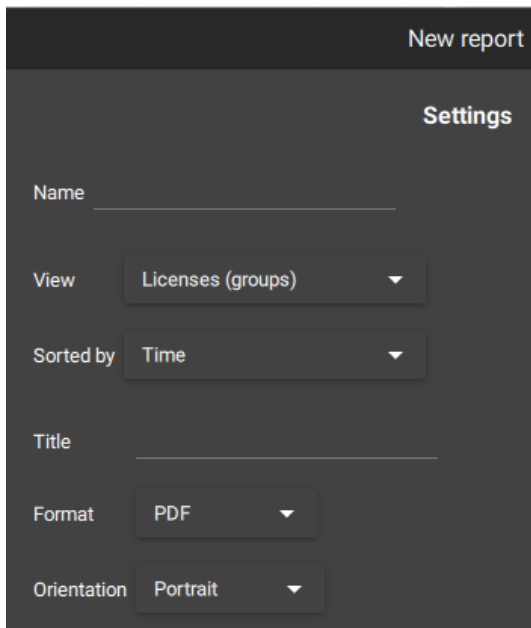 New report
Settings
Name
View Licenses (groups)
Sorted by Time
Title
Format PDF
Orientation Portrait